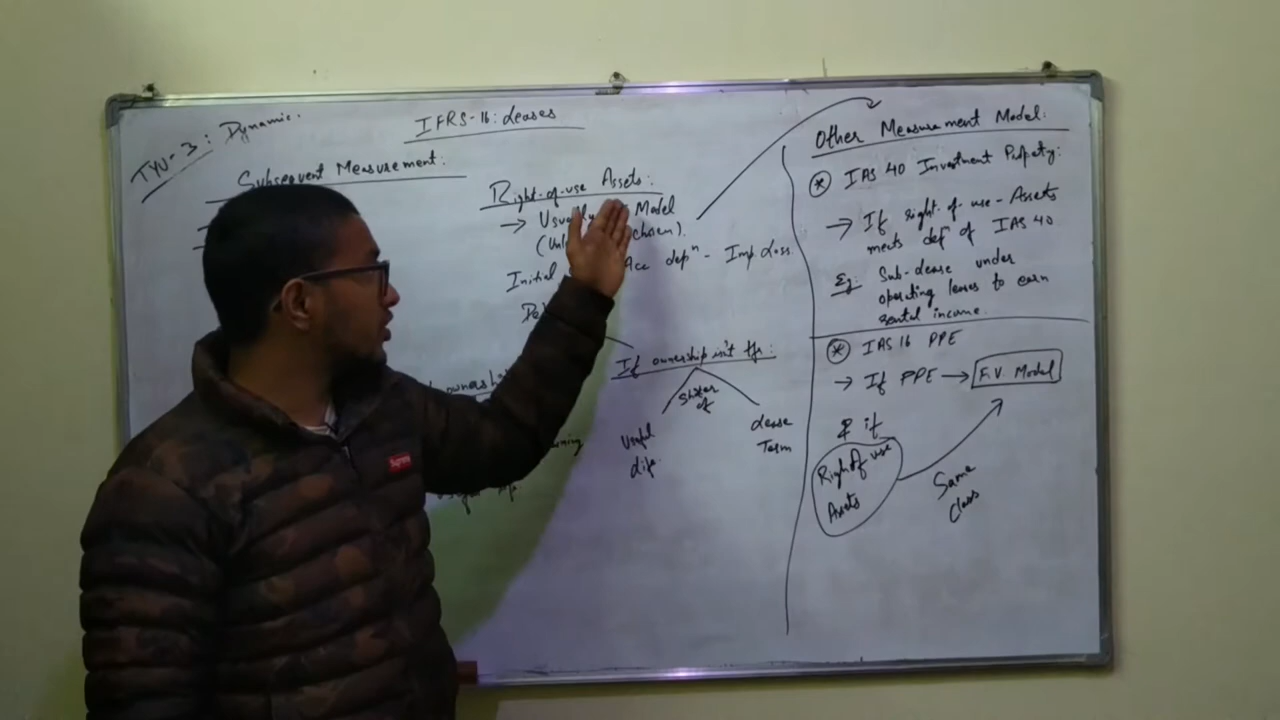 TYU-3: Dynamic.
IFRS-16: Leases
Subsequent Measurement:
Right-of-use Assets:
→ Model
Initial Acc depⁿ - Imp. Loss
If ownership isn't tfr:
Shorter of
Useful life
Lease Term
Supreme
Other Measurement Model:
* IAS 40 Investment Property:
→ If right-of-use-Assets
meets defⁿ of IAS 40
Eg: Sub-lease under
operating leases to earn
rental income.
* IAS 16 PPE
→ If PPE → F.V. Model
& if
Right of use
Assets
Same
Class